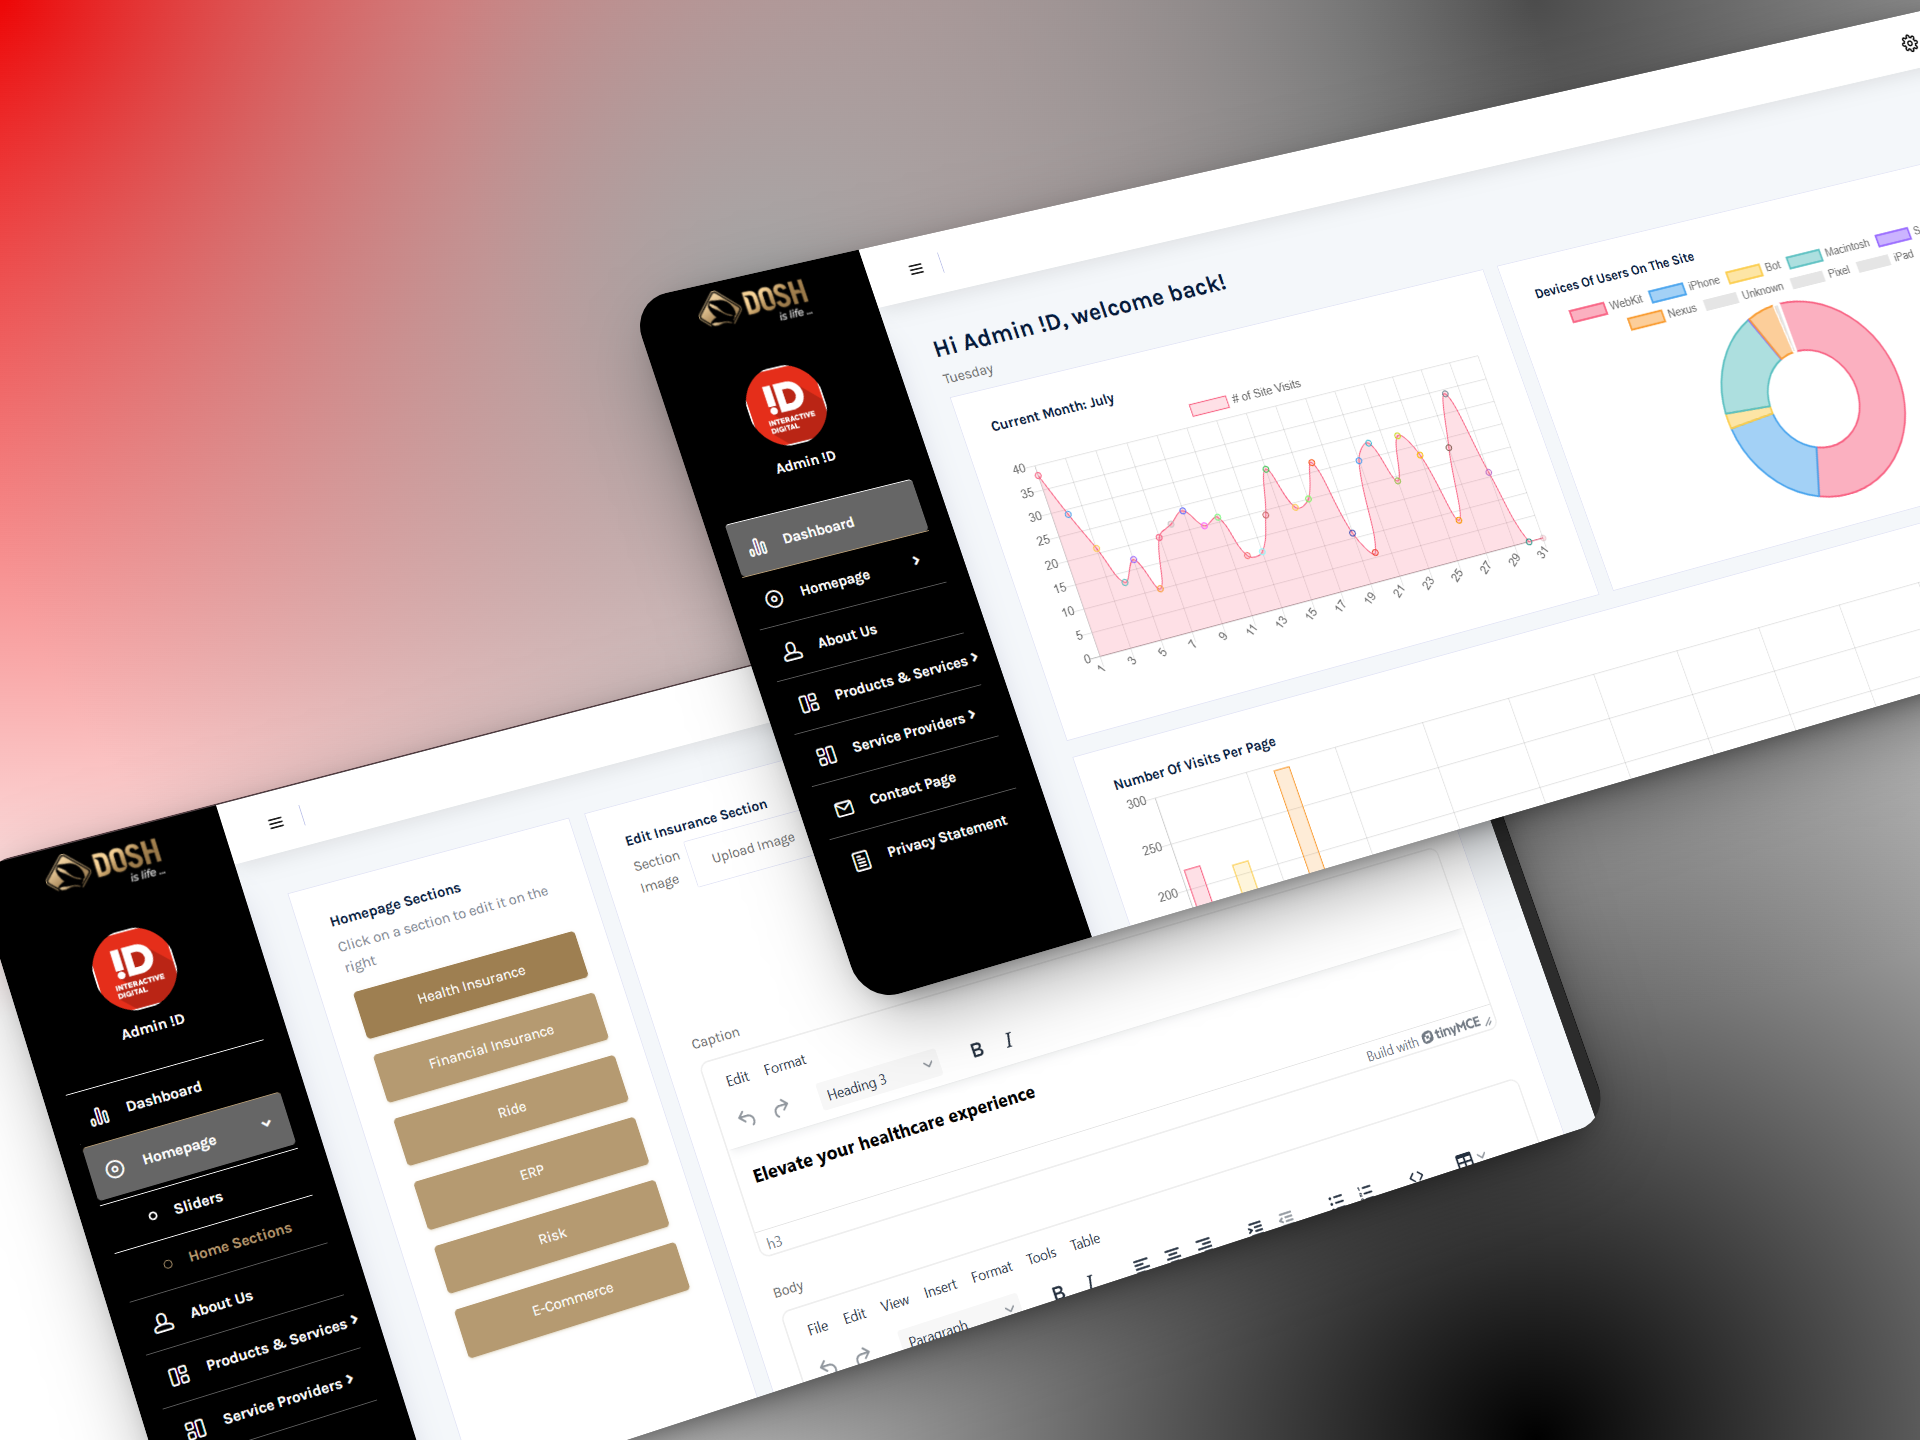 DOSH
is life ...
!D
INTERACTIVE
DIGITAL
Admin !D
Dashboard
Homepage
About Us
Products & Services
Service Providers
Contact Page
Privacy Statement
Hi Admin !D, welcome back!
Tuesday
Current Month: July
# of Site Visits
40
35
30
25
20
15
10
5
0
1
3
5
7
9
11
13
15
17
19
21
23
25
27
29
31
Devices Of Users On The Site
WebKit
iPhone
Bot
Macintosh
S
Nexus
Unknown
Pixel
iPad
Number Of Visits Per Page
300
250
200
DOSH
is life ...
!D
INTERACTIVE
DIGITAL
Admin !D
Dashboard
Homepage
Sliders
Home Sections
About Us
Products & Services
Service Providers
Homepage Sections
Click on a section to edit it on the
right
Health Insurance
Financial Insurance
Ride
ERP
Risk
E-Commerce
Edit Insurance Section
Section
Image
Upload Image
Caption
Edit Format
Heading 3
B I
Elevate your healthcare experience
h3
Build with tinyMCE
Body
File Edit View Insert Format Tools Table
Paragraph
B I